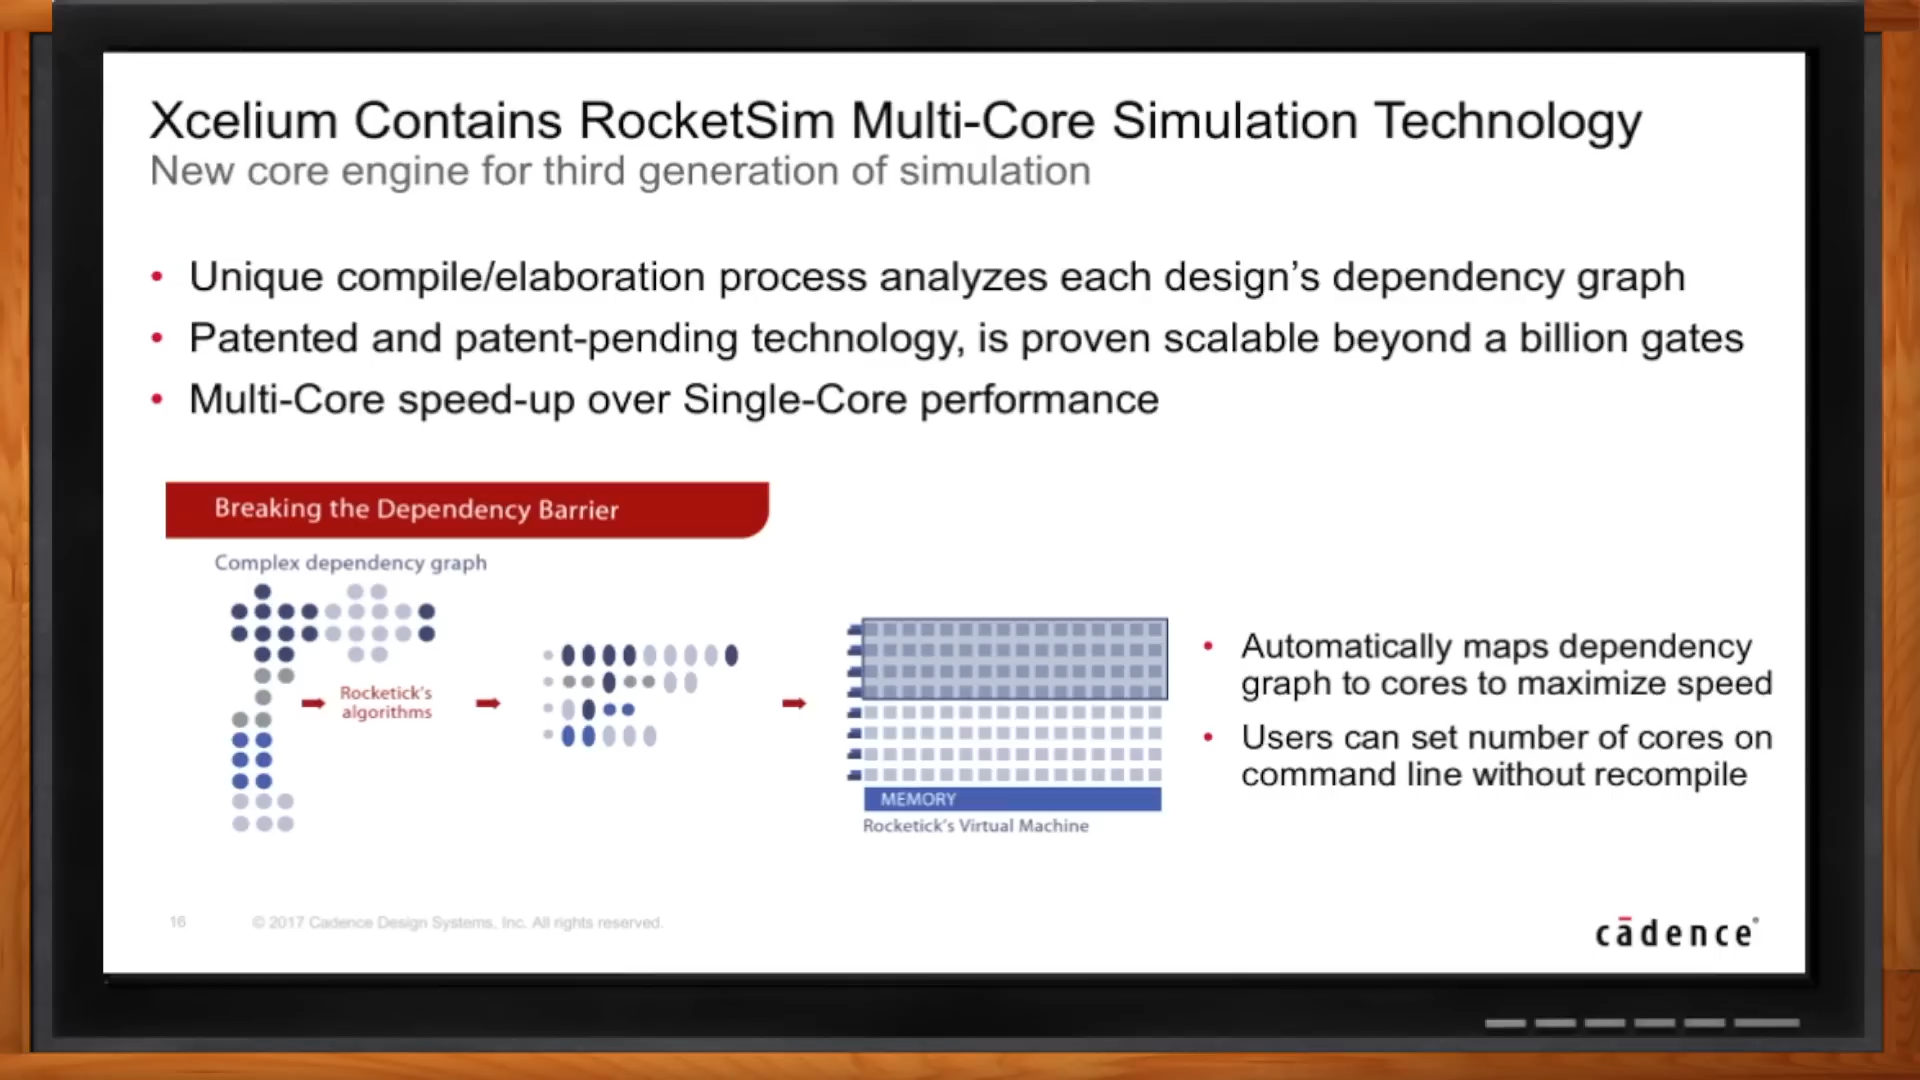 Xcelium Contains RocketSim Multi-Core Simulation Technology
New core engine for third generation of simulation
• Unique compile/elaboration process analyzes each design’s dependency graph
• Patented and patent-pending technology, is proven scalable beyond a billion gates
• Multi-Core speed-up over Single-Core performance
Breaking the Dependency Barrier
Complex dependency graph
Rocketick's
algorithms
MEMORY
Rocketick's Virtual Machine
• Automatically maps dependency
graph to cores to maximize speed
• Users can set number of cores on
command line without recompile
16
© 2017 Cadence Design Systems, Inc. All rights reserved.
cādence®